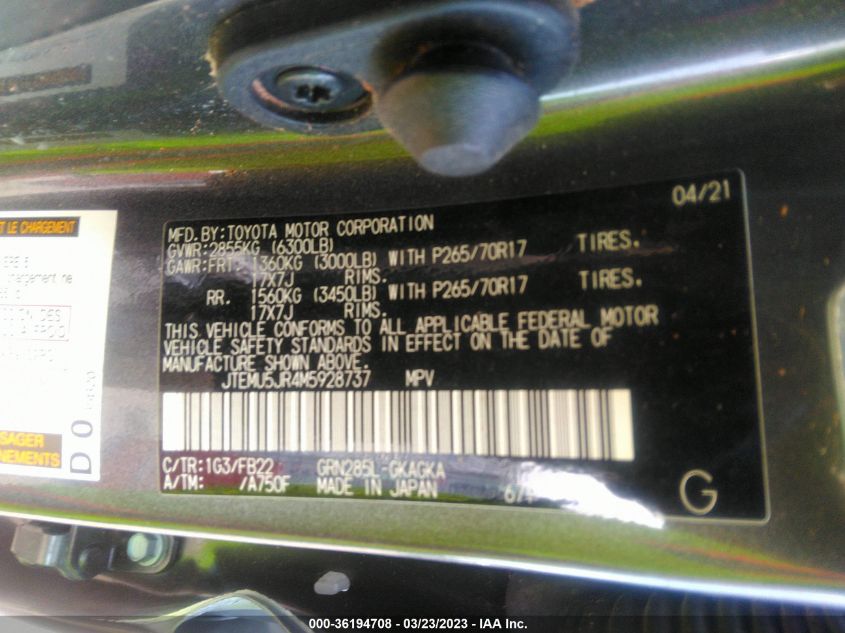 04/21
MFD.BY:TOYOTA MOTOR CORPORATION
GVWR:2855KG (6300LB)
GAWR:FRT. 1360KG (3000LB) WITH P265/70R17 TIRES.
17X7J RIMS.
RR. 1560KG (3450LB) WITH P265/70R17 TIRES.
17X7J RIMS.
THIS VEHICLE CONFORMS TO ALL APPLICABLE FEDERAL MOTOR
VEHICLE SAFETY STANDARDS IN EFFECT ON THE DATE OF
MANUFACTURE SHOWN ABOVE.
JTEMU5JR4M5928737 MPV
C/TR:1G3/FB22 GRN285L-GKAGKA
A/TM: /A750F MADE IN JAPAN
G
T LE CHARGEMENT
chargement ne
SAGER
NEMENTS
DO
000-36194708 - 03/23/2023 - IAA Inc.